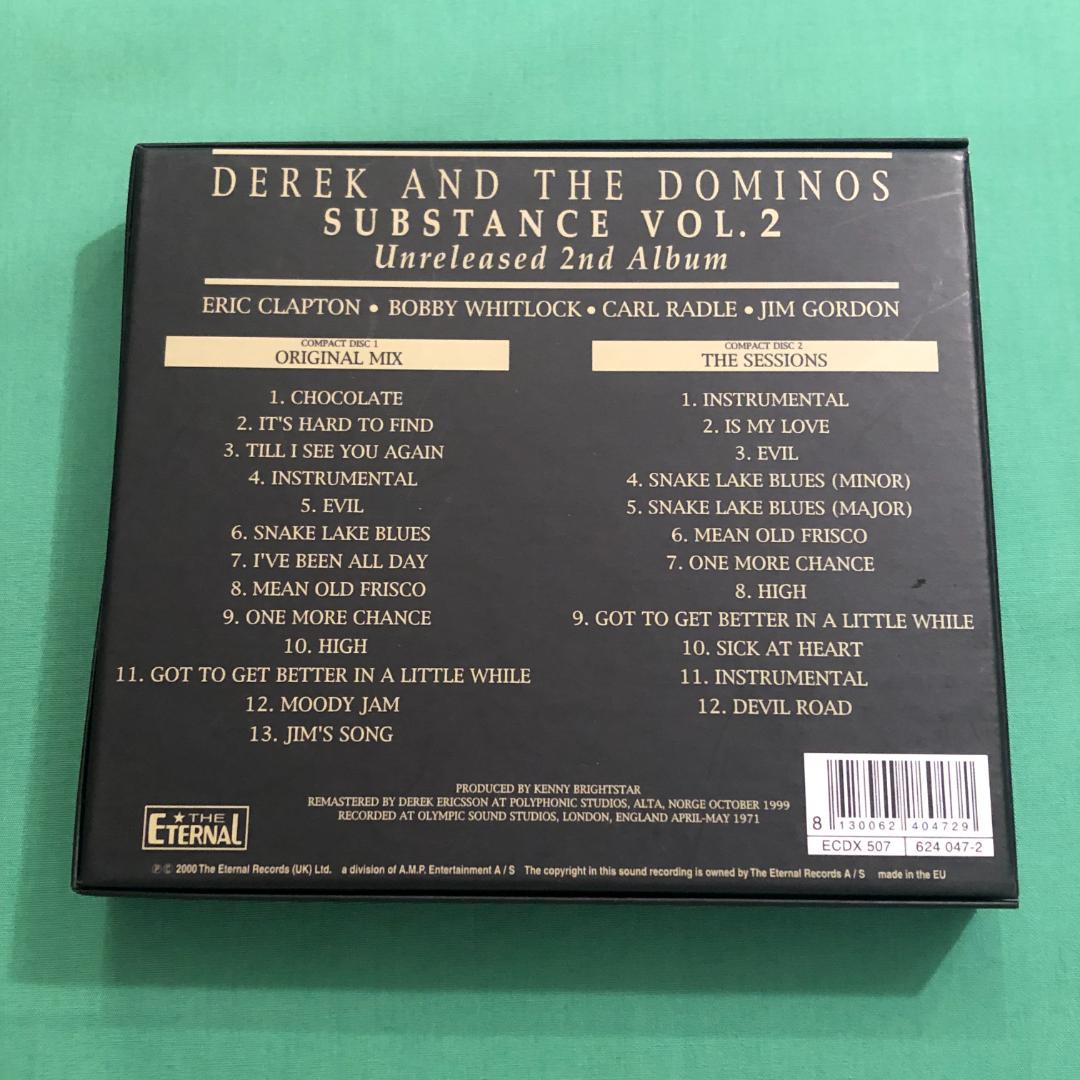 DEREK AND THE DOMINOS
SUBSTANCE VOL. 2
Unreleased 2nd Album
ERIC CLAPTON • BOBBY WHITLOCK • CARL RADLE • JIM GORDON
COMPACT DISC 1
ORIGINAL MIX
1. CHOCOLATE
2. IT'S HARD TO FIND
3. TILL I SEE YOU AGAIN
4. INSTRUMENTAL
5. EVIL
6. SNAKE LAKE BLUES
7. I'VE BEEN ALL DAY
8. MEAN OLD FRISCO
9. ONE MORE CHANCE
10. HIGH
11. GOT TO GET BETTER IN A LITTLE WHILE
12. MOODY JAM
13. JIM'S SONG
COMPACT DISC 2
THE SESSIONS
1. INSTRUMENTAL
2. IS MY LOVE
3. EVIL
4. SNAKE LAKE BLUES (MINOR)
5. SNAKE LAKE BLUES (MAJOR)
6. MEAN OLD FRISCO
7. ONE MORE CHANCE
8. HIGH
9. GOT TO GET BETTER IN A LITTLE WHILE
10. SICK AT HEART
11. INSTRUMENTAL
12. DEVIL ROAD
PRODUCED BY KENNY BRIGHTSTAR
REMASTERED BY DEREK ERICSSON AT POLYPHONIC STUDIOS, ALTA, NORGE OCTOBER 1999
RECORDED AT OLYMPIC SOUND STUDIOS, LONDON, ENGLAND APRIL-MAY 1971
THE
ETERNAL
8 130062 404729
ECDX 507 624 047-2
℗ © 2000 The Eternal Records (UK) Ltd. a division of A.M.P. Entertainment A / S The copyright in this sound recording is owned by The Eternal Records A / S made in the EU